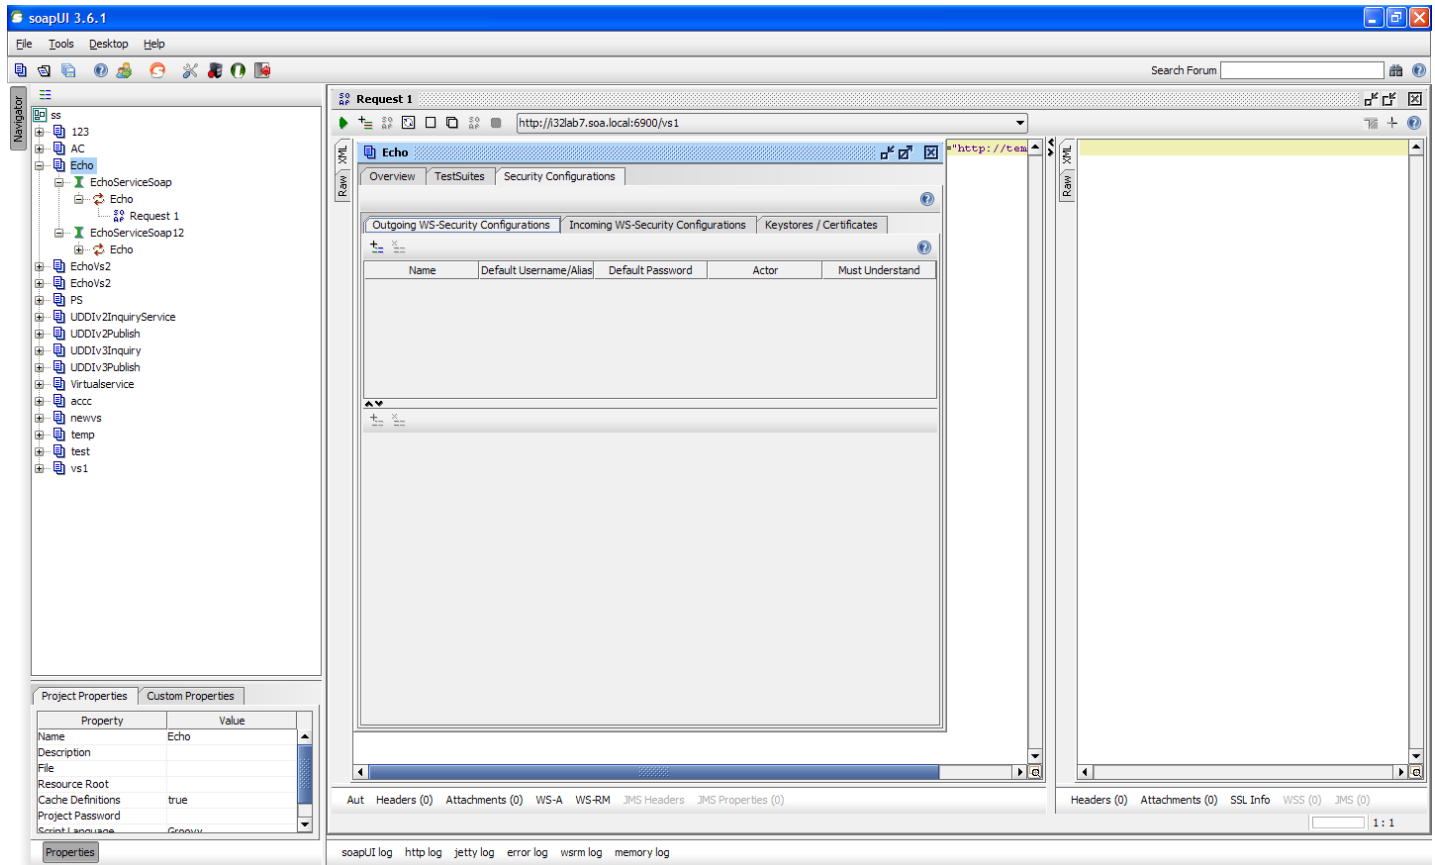 soapUI 3.6.1
File Tools Desktop Help
Search Forum
Navigator
ss
123
AC
Echo
EchoServiceSoap
Echo
Request 1
EchoServiceSoap12
Echo
EchoVs2
EchoVs2
PS
UDDIv2InquiryService
UDDIv2Publish
UDDIv3Inquiry
UDDIv3Publish
Virtualservice
accc
newvs
temp
test
vs1
Project Properties Custom Properties
Property Value
Name Echo
Description
File
Resource Root
Cache Definitions true
Project Password
Script Language Groovy
Properties
Request 1
http://i32lab7.soa.local:6900/vs1
XML
Raw
Echo
="http://tem
Overview TestSuites Security Configurations
Outgoing WS-Security Configurations Incoming WS-Security Configurations Keystores / Certificates
Name Default Username/Alias Default Password Actor Must Understand
XML
Raw
Aut Headers (0) Attachments (0) WS-A WS-RM JMS Headers JMS Properties (0)
Headers (0) Attachments (0) SSL Info WSS (0) JMS (0)
1 : 1
soapUI log http log jetty log error log wsrm log memory log